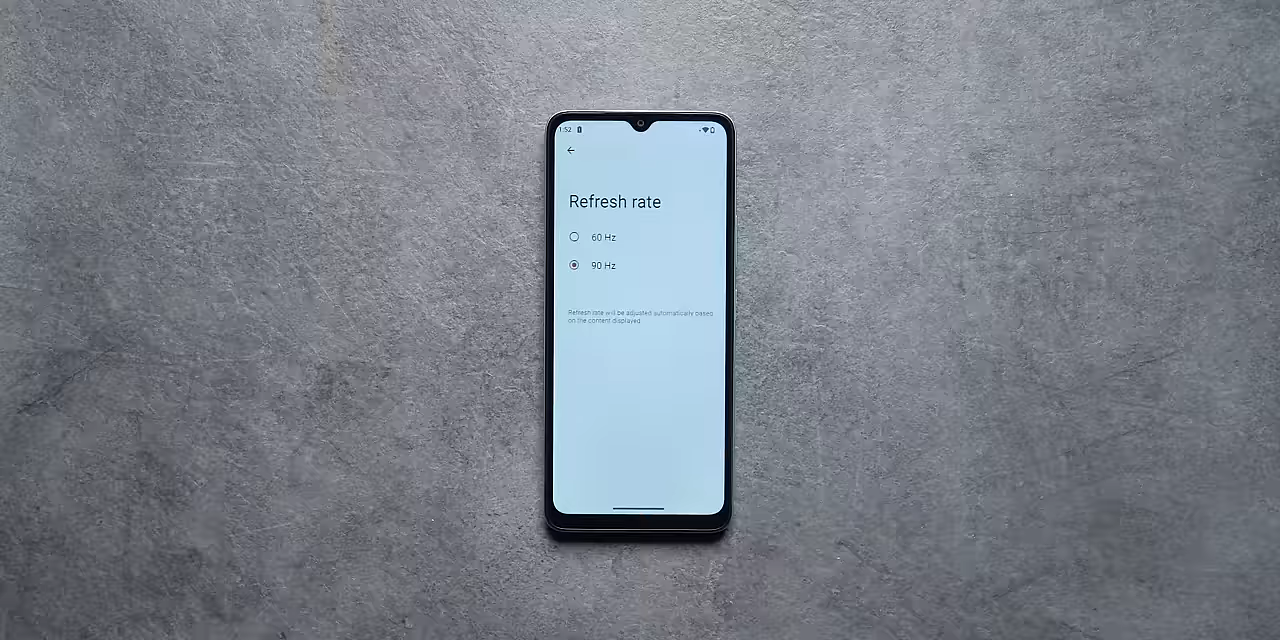 1:52
Refresh rate
60 Hz
90 Hz
Refresh rate will be adjusted automatically based
on the content displayed